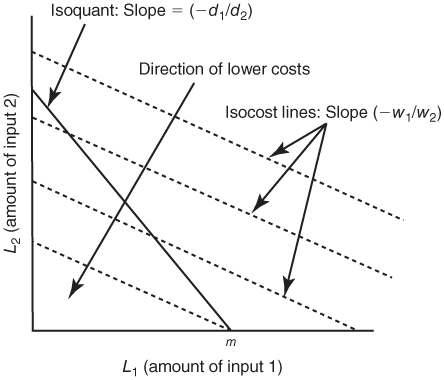 Isoquant: Slope = (−d₁/d₂)
Direction of lower costs
Isocost lines: Slope (−w₁/w₂)
L₂ (amount of input 2)
m
L₁ (amount of input 1)